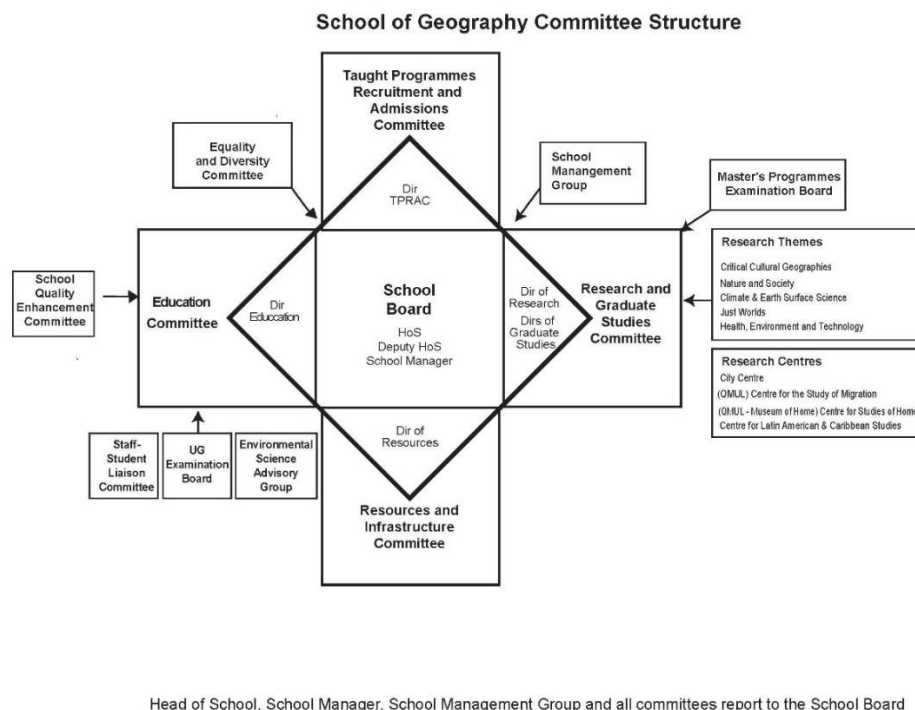 School of Geography Committee Structure
Taught Programmes
Recruitment and
Admissions
Committee
Equality
and Diversity
Committee
School
Manangement
Group
Master's Programmes
Examination Board
Dir
TPRAC
Research Themes
Critical Cultural Geographies
Nature and Society
Climate & Earth Surface Science
Just Worlds
Health, Environment and Technology
School
Quality
Enhancement
Committee
Education
Committee
Dir
Educcation
School
Board
HoS
Deputy HoS
School Manager
Dir of
Research
Dirs of
Graduate
Studies
Research and
Graduate
Studies
Committee
Research Centres
City Centre
(QMUL) Centre for the Study of Migration
(QMUL - Museum of Home) Centre for Studies of Home
Centre for Latin American & Caribbean Studies
Staff-
Student
Liaison
Committee
UG
Examination
Board
Environmental
Science
Advisory
Group
Dir of
Resources
Resources and
Infrastructure
Committee
Head of School, School Manager, School Management Group and all committees report to the School Board